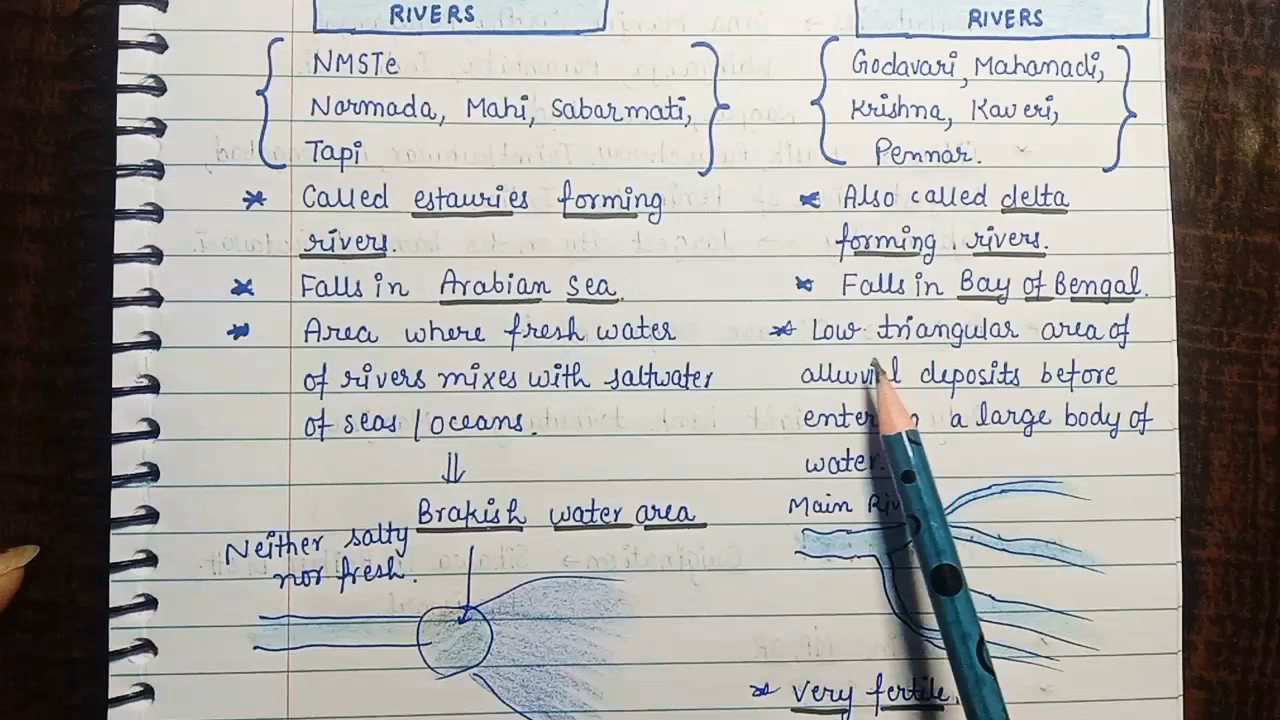 RIVERS
NMSTe
Narmada, Mahi, Sabarmati,
Tapi
* Called estauries forming
rivers.
* Falls in Arabian Sea.
* Area where fresh water
of rivers mixes with saltwater
of seas / oceans.
⇓
Brakish water area
Neither salty
nor fresh.
RIVERS
Godavari, Mahanadi,
Krishna, Kaveri,
Pennar.
* Also called delta
forming rivers.
* Falls in Bay of Bengal.
* Low triangular area of
alluvial deposits before
a large body of
water.
Main
* Very fertile.